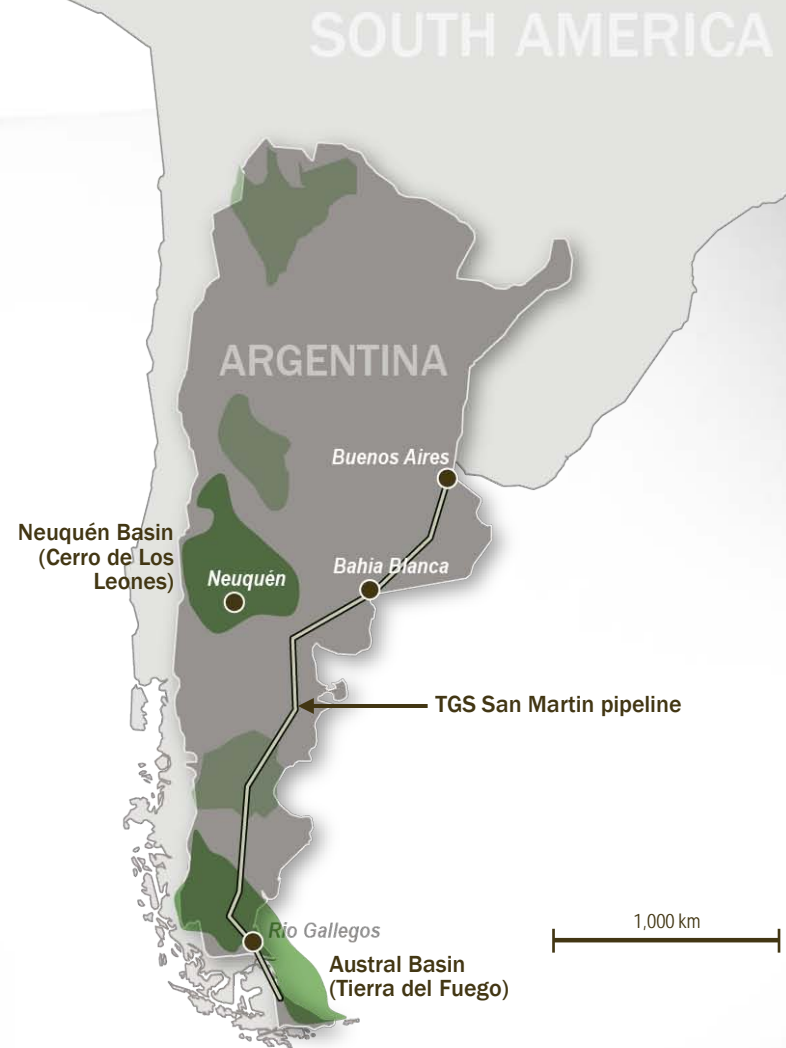 SOUTH AMERICA
ARGENTINA
Buenos Aires
Neuquén Basin
(Cerro de Los
Leones)
Neuquén
Bahia Blanca
TGS San Martin pipeline
1,000 km
Rio Gallegos
Austral Basin
(Tierra del Fuego)